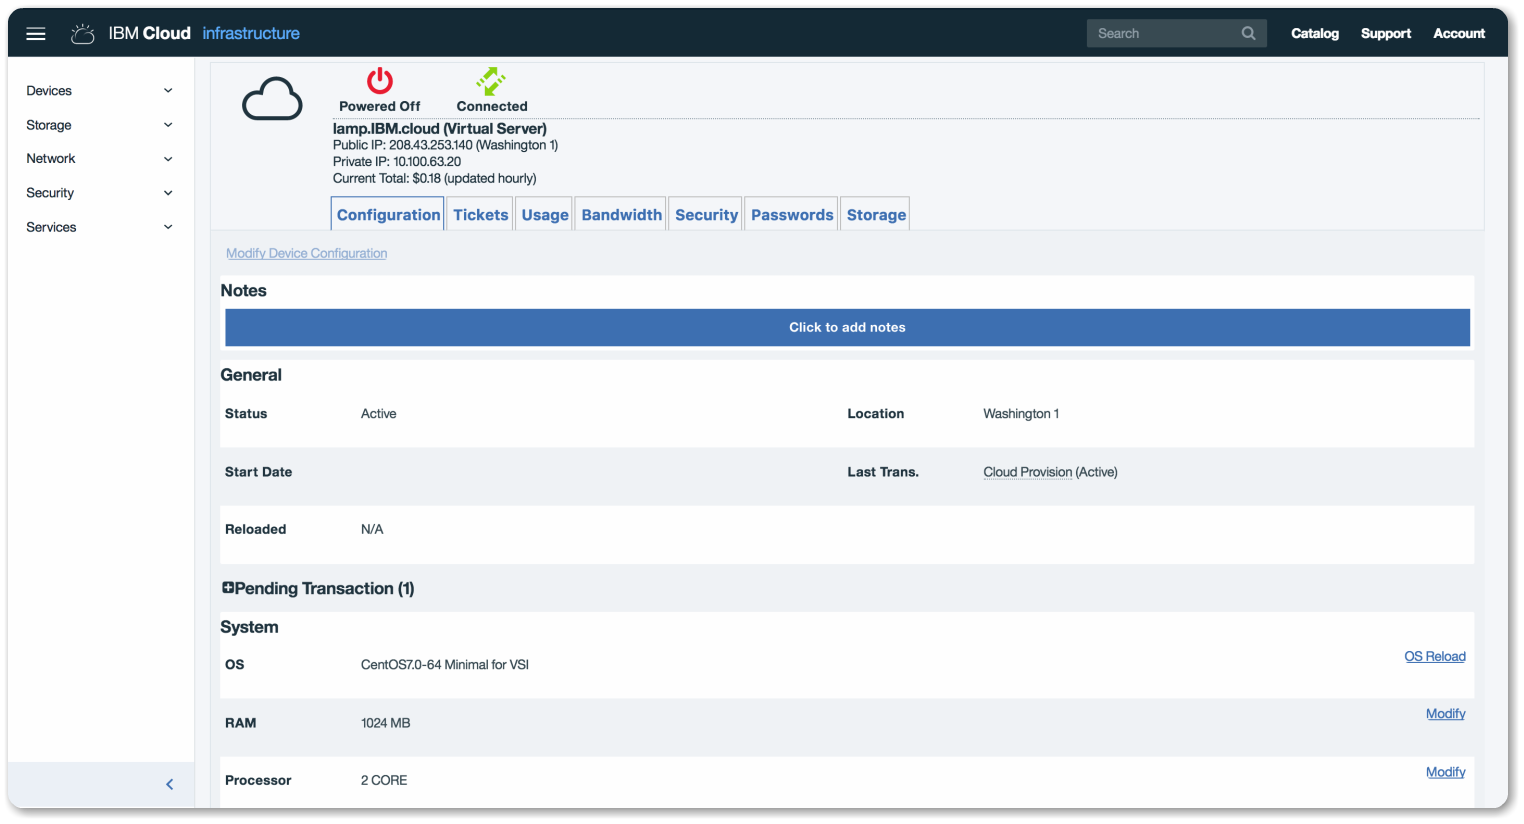 IBM Cloud infrastructure Search Catalog Support Account
Devices
Storage
Network
Security
Services
Powered Off Connected
lamp.IBM.cloud (Virtual Server)
Public IP: 208.43.253.140 (Washington 1)
Private IP: 10.100.63.20
Current Total: $0.18 (updated hourly)
Configuration Tickets Usage Bandwidth Security Passwords Storage
Modify Device Configuration
Notes
Click to add notes
General
Status Active Location Washington 1
Start Date Last Trans. Cloud Provision (Active)
Reloaded N/A
Pending Transaction (1)
System
OS CentOS7.0-64 Minimal for VSI OS Reload
RAM 1024 MB Modify
Processor 2 CORE Modify